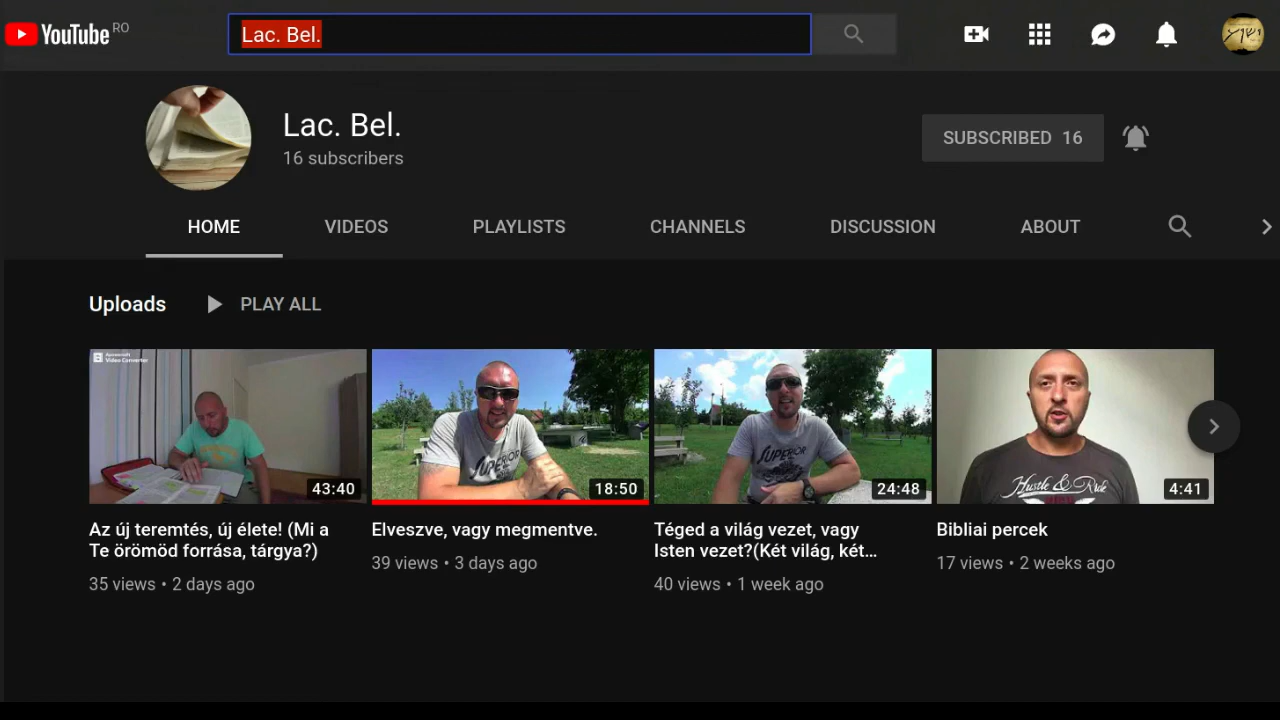 YouTube RO
Lac. Bel.
Lac. Bel.
16 subscribers
SUBSCRIBED 16
HOME
VIDEOS
PLAYLISTS
CHANNELS
DISCUSSION
ABOUT
Uploads
PLAY ALL
Video Converter
43:40
SUPERIOR
18:50
SUPERIOR
24:48
Hustle & Ride
4:41
Az új teremtés, új élete! (Mi a
Te örömöd forrása, tárgya?)
35 views • 2 days ago
Elveszve, vagy megmentve.
39 views • 3 days ago
Téged a világ vezet, vagy
Isten vezet?(Két világ, két…
40 views • 1 week ago
Bibliai percek
17 views • 2 weeks ago